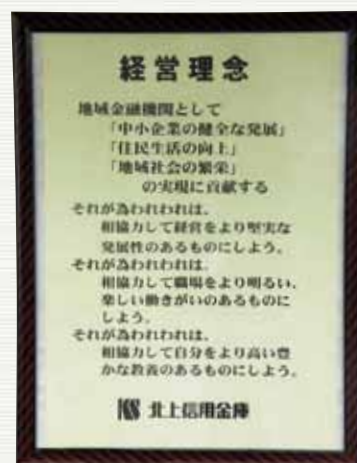 経営理念
地域金融機関として
「中小企業の健全な発展」
「住民生活の向上」
「地域社会の繁栄」
の実現に貢献する
それが為われわれは、
相協力して経営をより堅実な
発展性のあるものにしよう。
それが為われわれは、
相協力して職場をより明るい、
楽しい働きがいのあるものに
しよう。
それが為われわれは、
相協力して自分をより高い豊
かな教養のあるものにしよう。
KS 北上信用金庫